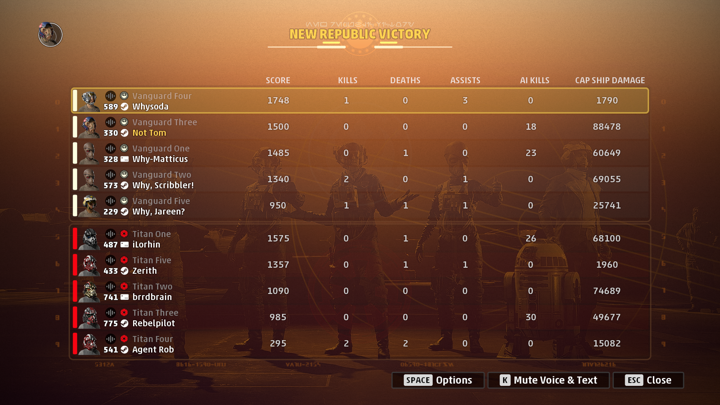 NEW REPUBLIC VICTORY
SCORE KILLS DEATHS ASSISTS AI KILLS CAP SHIP DAMAGE
Vanguard Four
589 Whysoda 1748 1 0 3 0 1790
Vanguard Three
330 Not Tom 1500 0 0 0 18 88478
Vanguard One
328 Why-Matticus 1485 0 1 0 23 60649
Vanguard Two
573 Why, Scribbler! 1340 2 0 1 0 69055
Vanguard Five
229 Why, Jareen? 950 1 1 1 0 25741
Titan One
487 iLorhin 1575 0 1 0 26 68100
Titan Five
433 Zerith 1357 0 1 1 0 1960
Titan Two
741 brrdbrain 1090 0 0 0 0 74689
Titan Three
775 Rebelpilot 985 0 0 0 30 49677
Titan Four
541 Agent Rob 295 2 2 0 0 15082
SPACE Options K Mute Voice & Text ESC Close